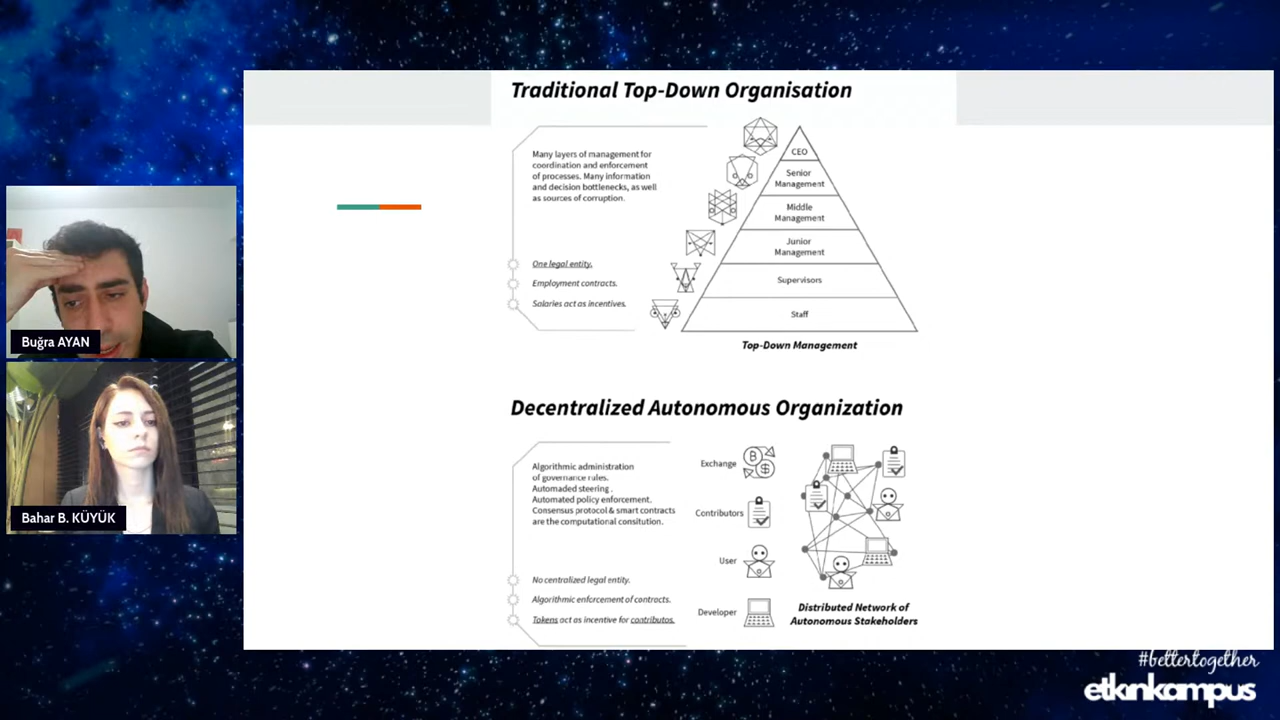 Traditional Top-Down Organisation
Many layers of management for
coordination and enforcement
of processes. Many information
and decision bottlenecks, as well
as sources of corruption.
One legal entity.
Employment contracts.
Salaries act as incentives.
CEO
Senior
Management
Middle
Management
Junior
Management
Supervisors
Staff
Top-Down Management
Buğra AYAN
Bahar B. KÜYÜK
Decentralized Autonomous Organization
Algorithmic administration
of governance rules.
Automaded steering .
Automated policy enforcement.
Consensus protocol & smart contracts
are the computational consitution.
No centralized legal entity.
Algorithmic enforcement of contracts.
Tokens act as incentive for contributos.
Exchange
Contributors
User
Developer
Distributed Network of
Autonomous Stakeholders
#bettertogether
etkinkampus